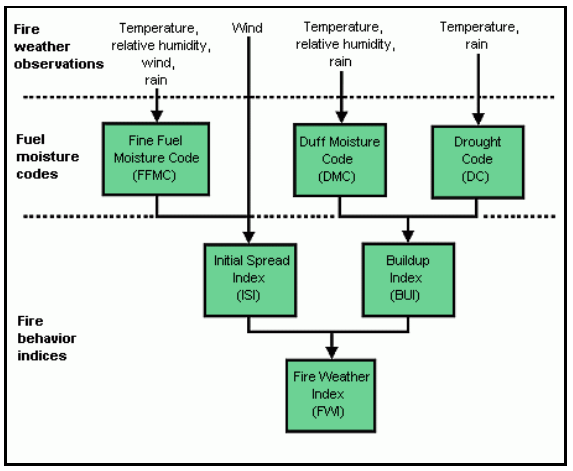 Fire
weather
observations
Temperature,
relative humidity,
wind,
rain
Wind
Temperature,
relative humidity,
rain
Temperature,
rain
Fuel
moisture
codes
Fine Fuel
Moisture Code
(FFMC)
Duff Moisture
Code
(DMC)
Drought
Code
(DC)
Fire
behavior
indices
Initial Spread
Index
(ISI)
Buildup
Index
(BUI)
Fire Weather
Index
(FWI)